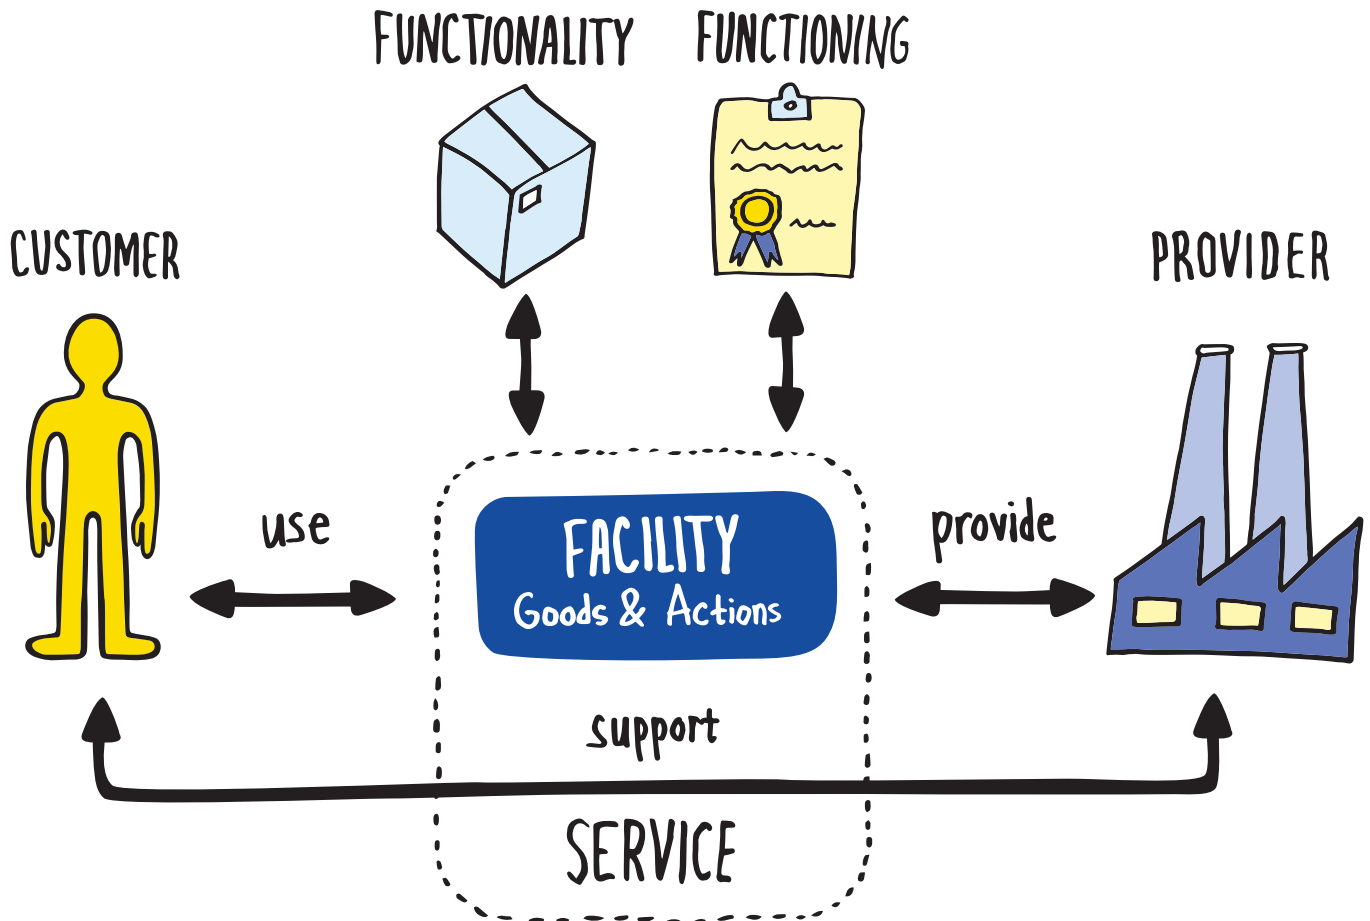 FUNCTIONALITY
FUNCTIONING
CUSTOMER
PROVIDER
use
FACILITY
Goods & Actions
provide
support
SERVICE